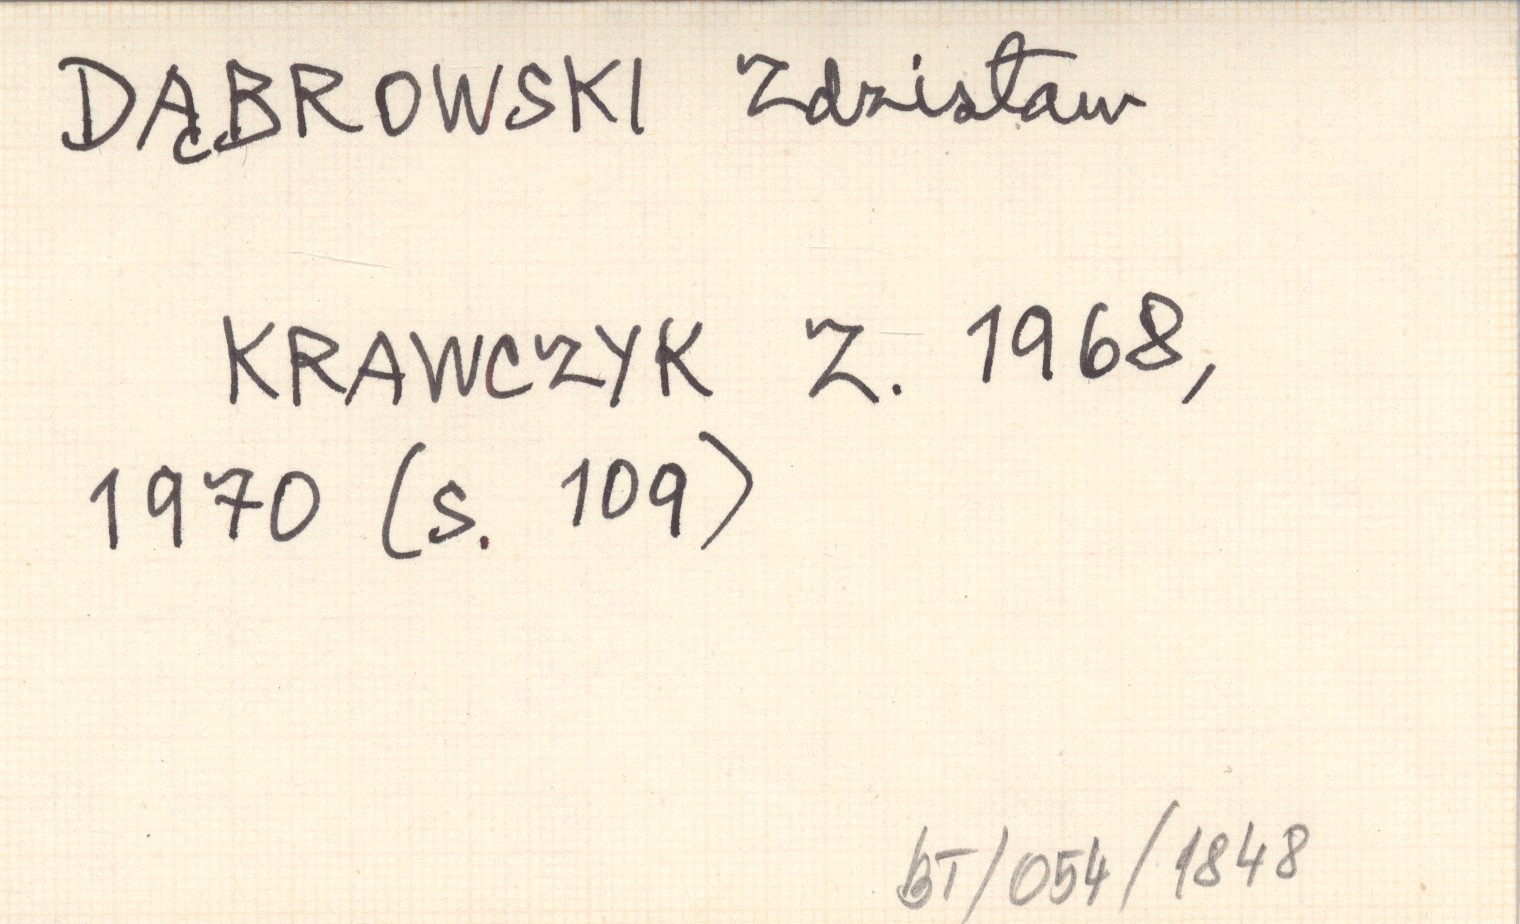 DĄBROWSKI Zdzisław
KRAWCZYK Z. 1968,
1970 (s. 109)
BT/054/1848